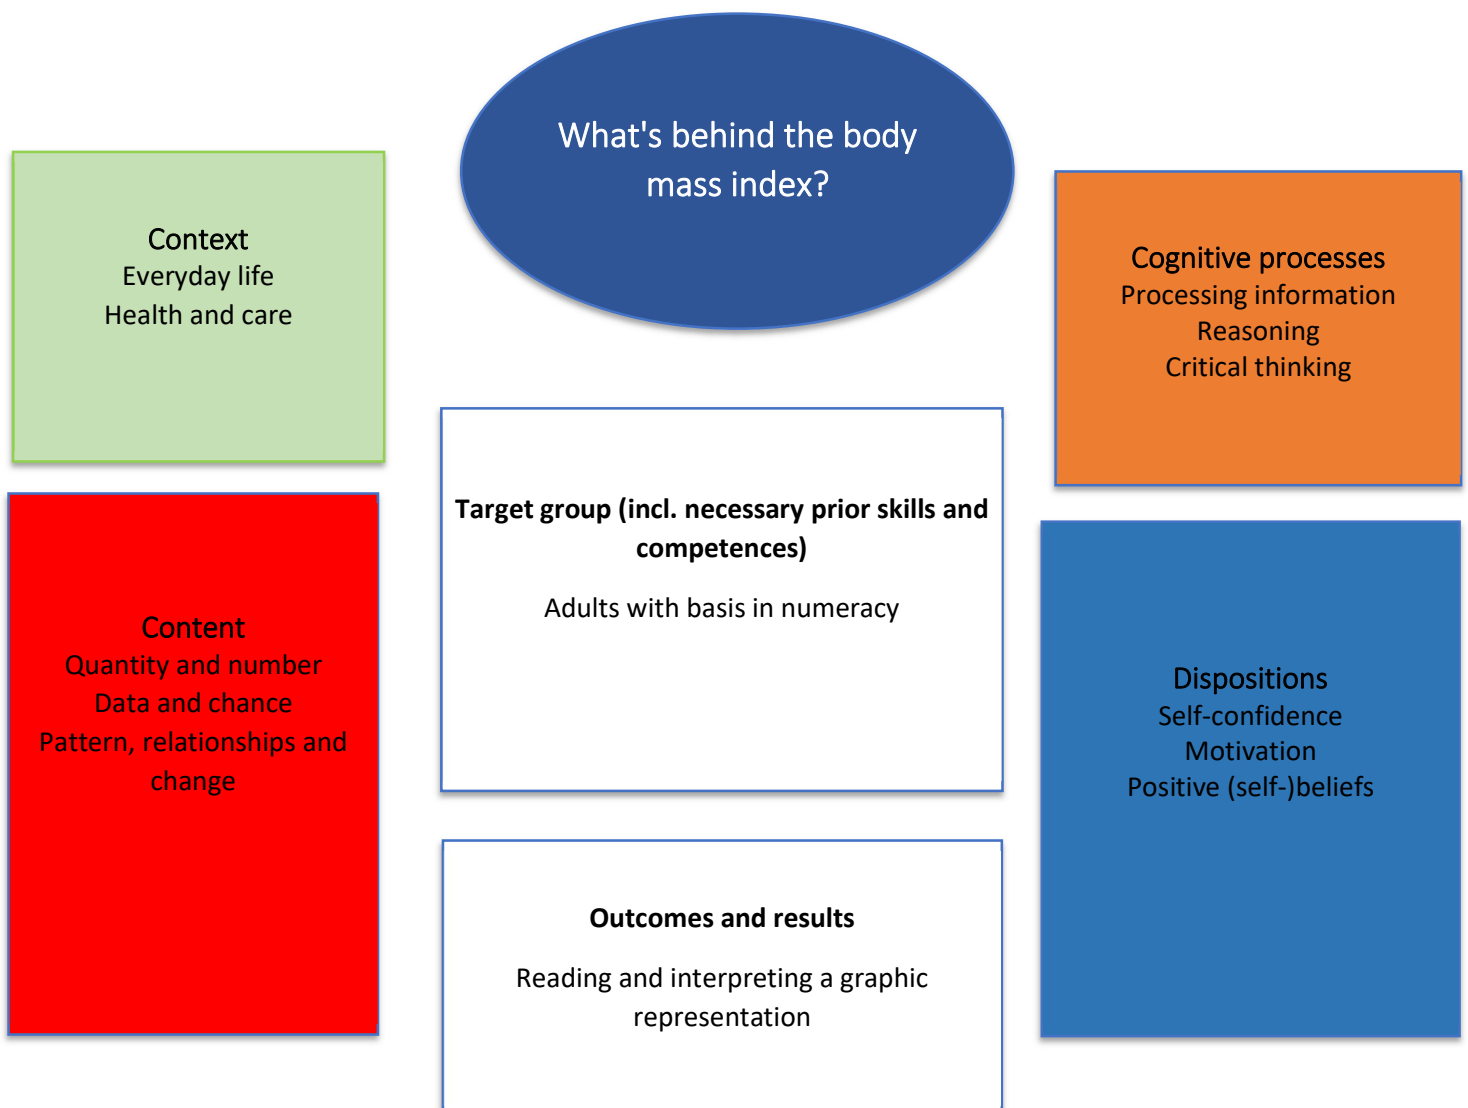 What's behind the body
mass index?
Context
Everyday life
Health and care
Cognitive processes
Processing information
Reasoning
Critical thinking
Target group (incl. necessary prior skills and
competences)
Adults with basis in numeracy
Content
Quantity and number
Data and chance
Pattern, relationships and
change
Dispositions
Self-confidence
Motivation
Positive (self-)beliefs
Outcomes and results
Reading and interpreting a graphic
representation